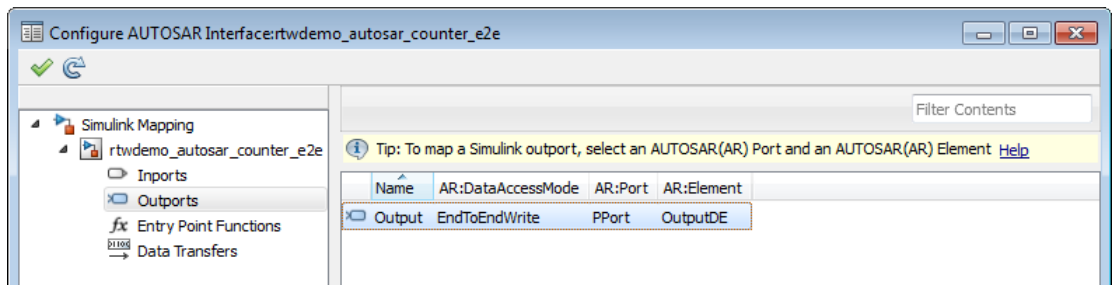 Configure AUTOSAR Interface:rtwdemo_autosar_counter_e2e
Filter Contents
Simulink Mapping
rtwdemo_autosar_counter_e2e
Inports
Outports
fx Entry Point Functions
Data Transfers
Tip: To map a Simulink outport, select an AUTOSAR(AR) Port and an AUTOSAR(AR) Element Help
Name AR:DataAccessMode AR:Port AR:Element
Output EndToEndWrite PPort OutputDE